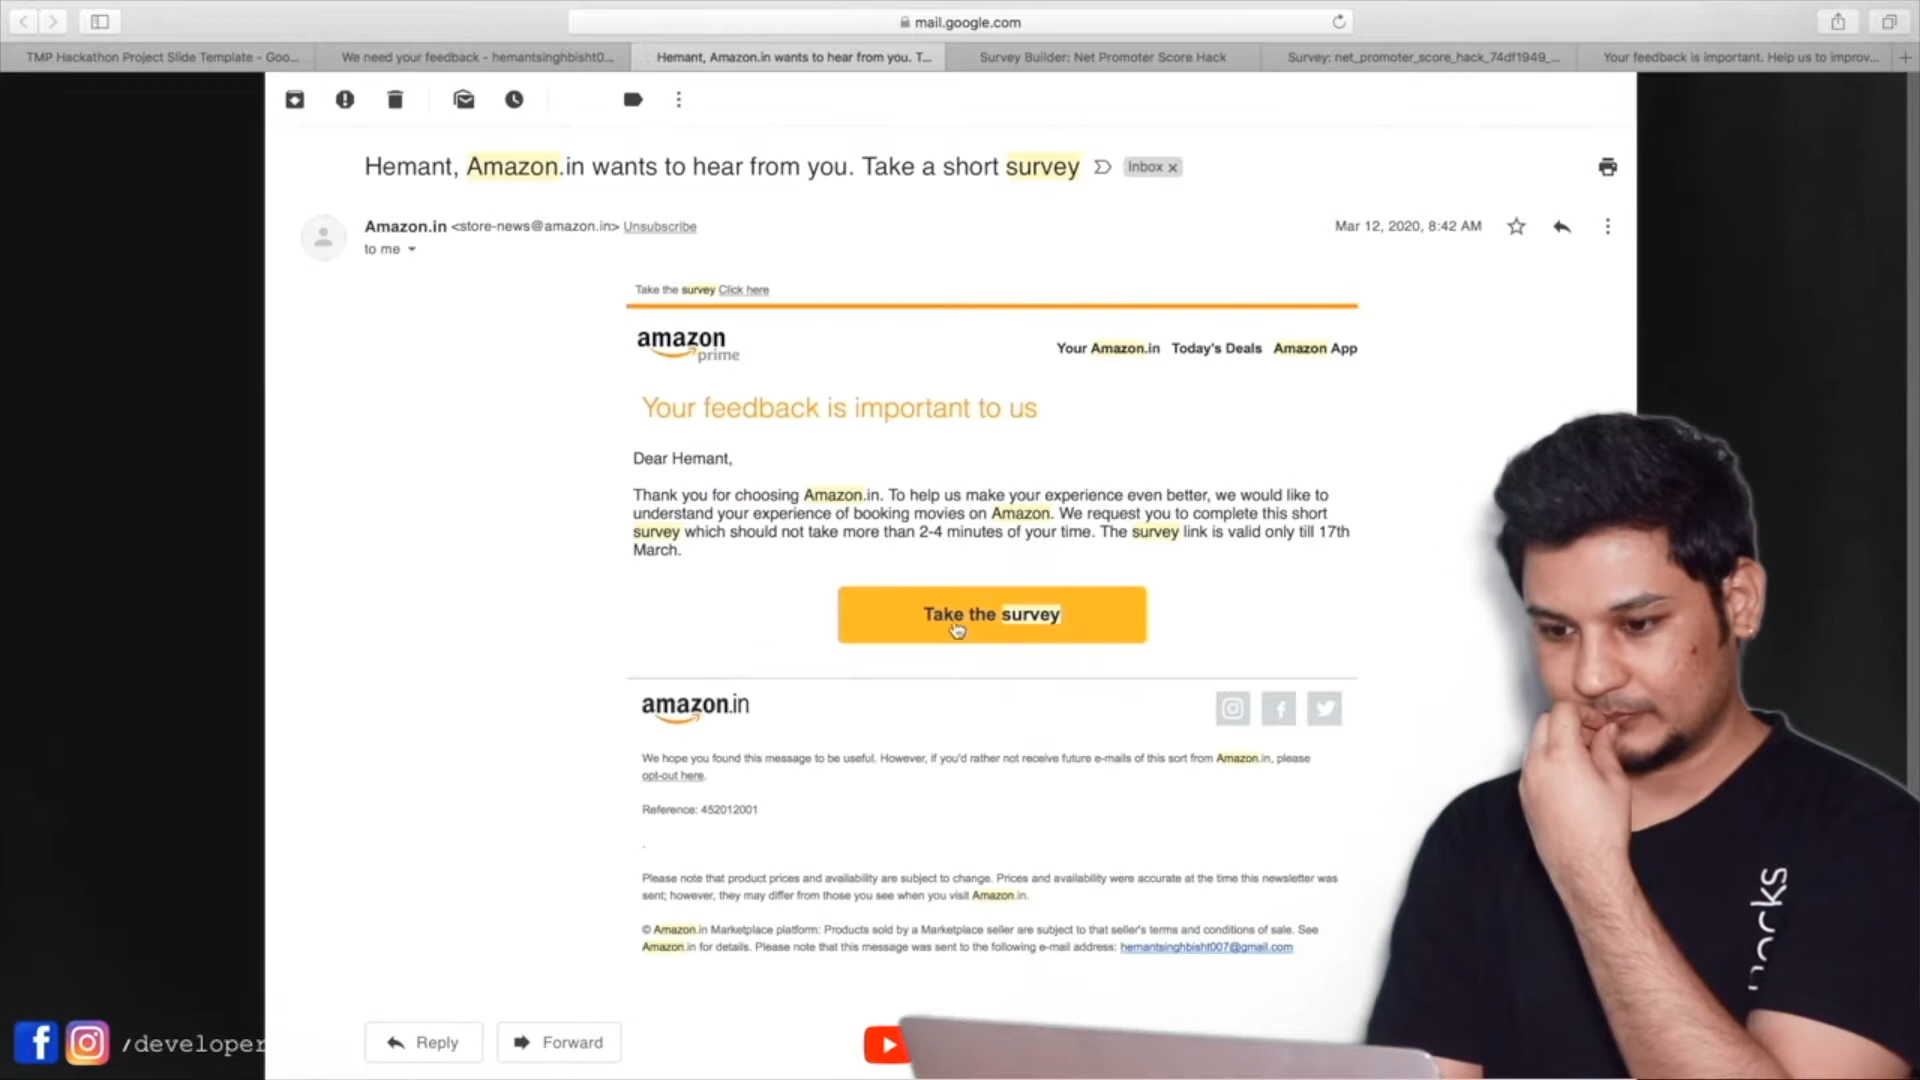 mail.google.com
TMP Hackathon Project Slide Template - Goo...
We need your feedback - hemantsinghbisht0...
Hemant, Amazon.in wants to hear from you. T...
Survey Builder: Net Promoter Score Hack
Survey: net_promoter_score_hack_74df1949_...
Your feedback is important. Help us to improv...
Hemant, Amazon.in wants to hear from you. Take a short survey
Inbox x
Amazon.in <store-news@amazon.in> Unsubscribe
Mar 12, 2020, 8:42 AM
to me
Take the survey Click here
amazon
prime
Your Amazon.in Today's Deals Amazon App
Your feedback is important to us
Dear Hemant,
Thank you for choosing Amazon.in. To help us make your experience even better, we would like to
understand your experience of booking movies on Amazon. We request you to complete this short
survey which should not take more than 2-4 minutes of your time. The survey link is valid only till 17th
March.
Take the survey
amazon.in
We hope you found this message to be useful. However, if you'd rather not receive future e-mails of this sort from Amazon.in, please
opt-out here.
Reference: 452012001
.
Please note that product prices and availability are subject to change. Prices and availability were accurate at the time this newsletter was
sent; however, they may differ from those you see when you visit Amazon.in.
© Amazon.in Marketplace platform: Products sold by a Marketplace seller are subject to that seller's terms and conditions of sale. See
Amazon.in for details. Please note that this message was sent to the following e-mail address: hemantsinghbisht007@gmail.com
Reply
Forward
/developer